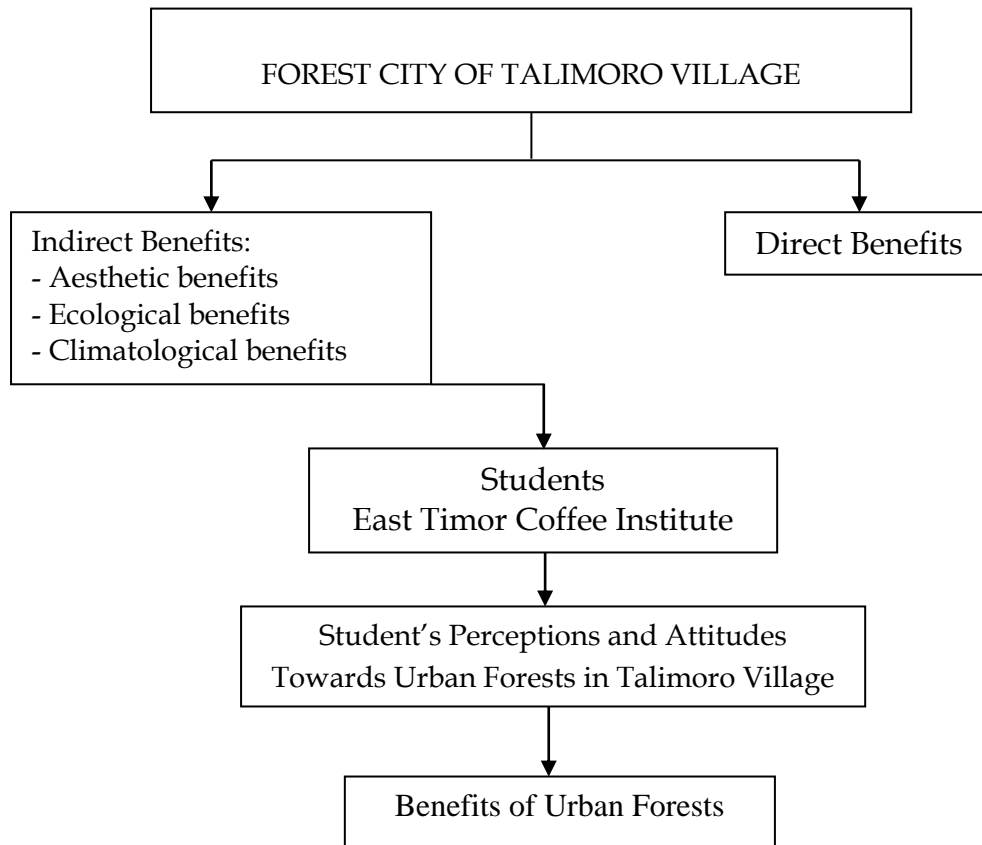 FOREST CITY OF TALIMORO VILLAGE
Indirect Benefits:
- Aesthetic benefits
- Ecological benefits
- Climatological benefits
Direct Benefits
Students
East Timor Coffee Institute
Student’s Perceptions and Attitudes
Towards Urban Forests in Talimoro Village
Benefits of Urban Forests